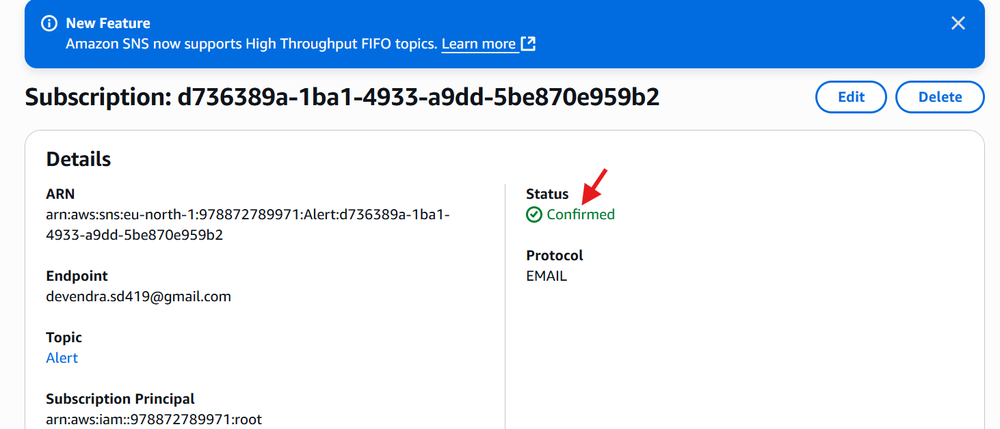 New Feature
Amazon SNS now supports High Throughput FIFO topics. Learn more
Subscription: d736389a-1ba1-4933-a9dd-5be870e959b2
Edit
Delete
Details
ARN
arn:aws:sns:eu-north-1:978872789971:Alert:d736389a-1ba1-
4933-a9dd-5be870e959b2
Endpoint
devendra.sd419@gmail.com
Topic
Alert
Subscription Principal
arn:aws:iam::978872789971:root
Status
Confirmed
Protocol
EMAIL